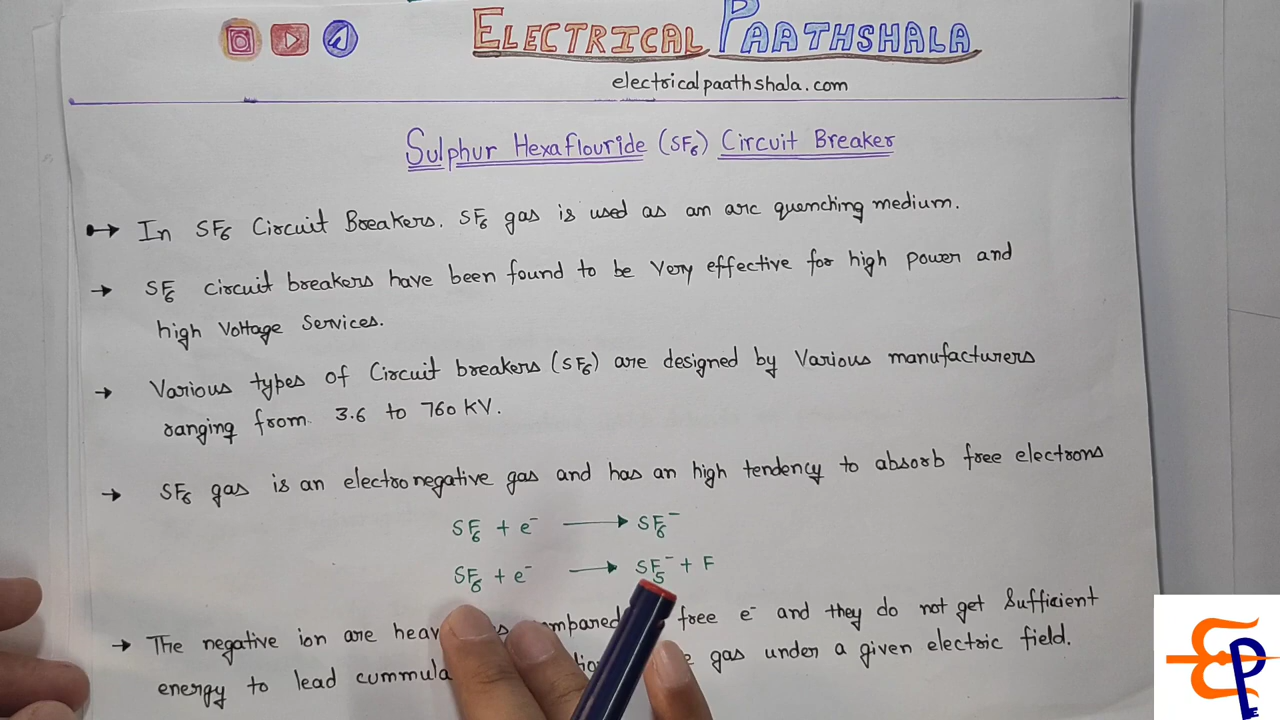 ELECTRICAL PAATHSHALA
electricalpaathshala.com
Sulphur Hexaflouride (SF₆) Circuit Breaker
In SF₆ Circuit Breakers. SF₆ gas is used as an arc quenching medium.
→ SF₆ circuit breakers have been found to be very effective for high power and
high Voltage Services.
→ Various types of Circuit breakers (SF₆) are designed by Various manufacturers
ranging from 3.6 to 760 KV.
→ SF₆ gas is an electronegative gas and has an high tendency to absorb free electrons
SF₆ + e⁻ → SF₆⁻
SF₆ + e⁻ → SF₅⁻ + F
→ The negative ion are free e⁻ and they do not get Sufficient
energy to lead gas under a given electric field.
EP